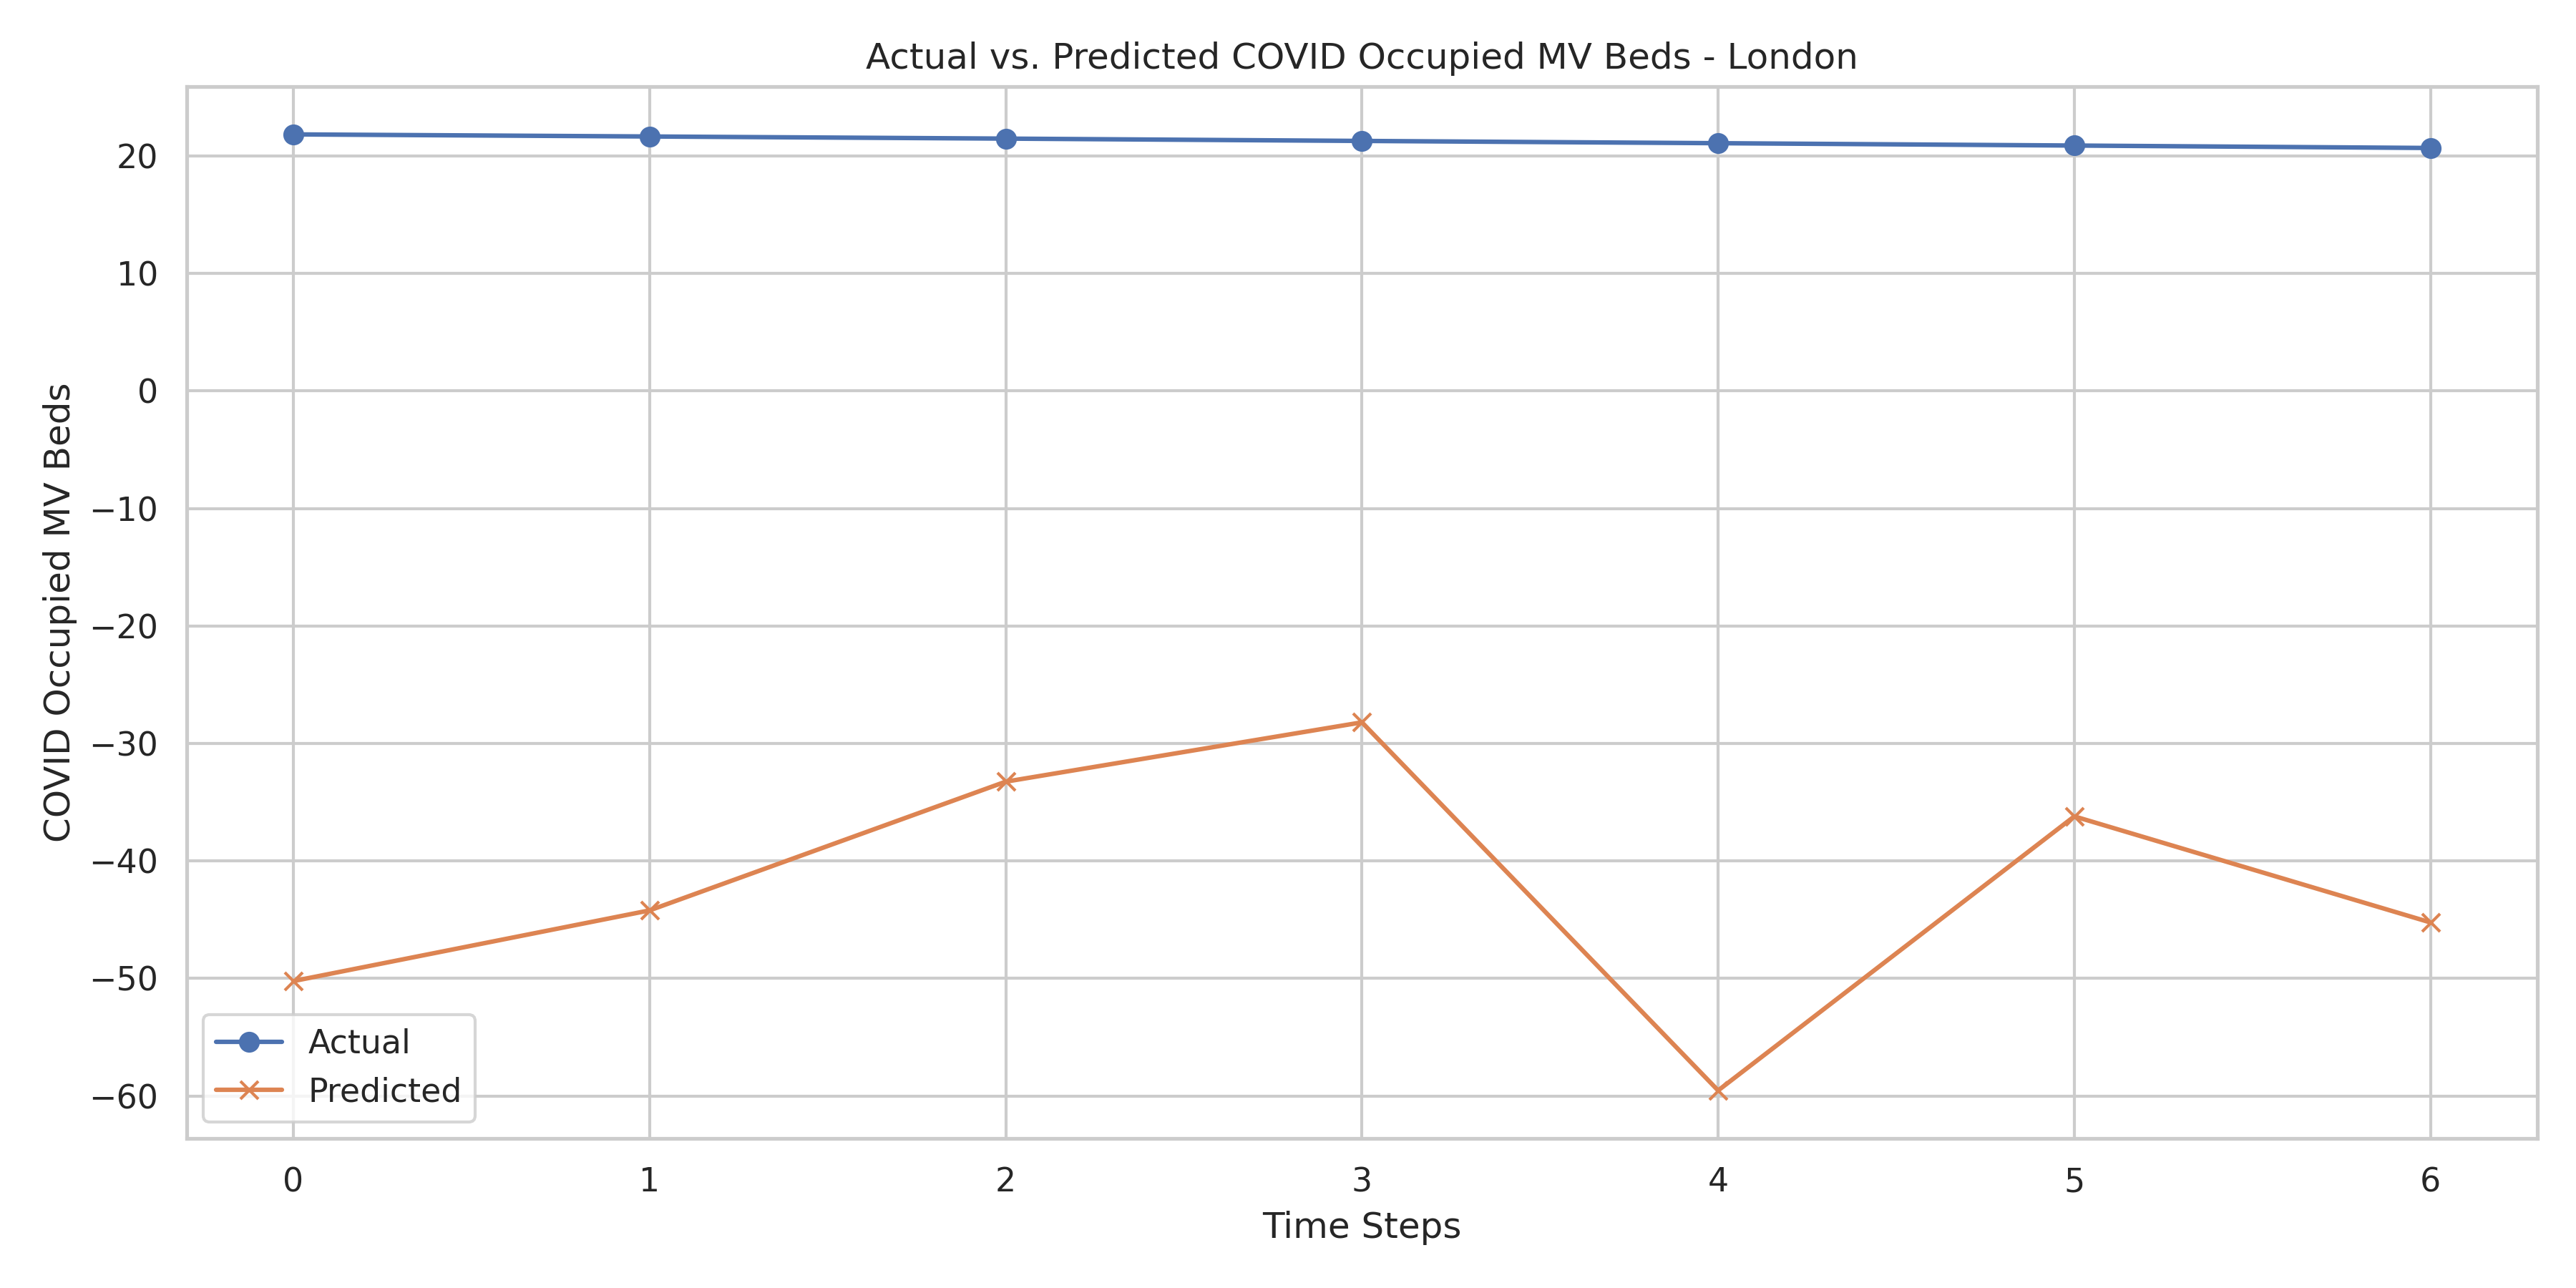 Actual vs. Predicted COVID Occupied MV Beds - London
COVID Occupied MV Beds
20
10
0
−10
−20
−30
−40
−50
−60
Actual
Predicted
0 1 2 3 4 5 6
Time Steps